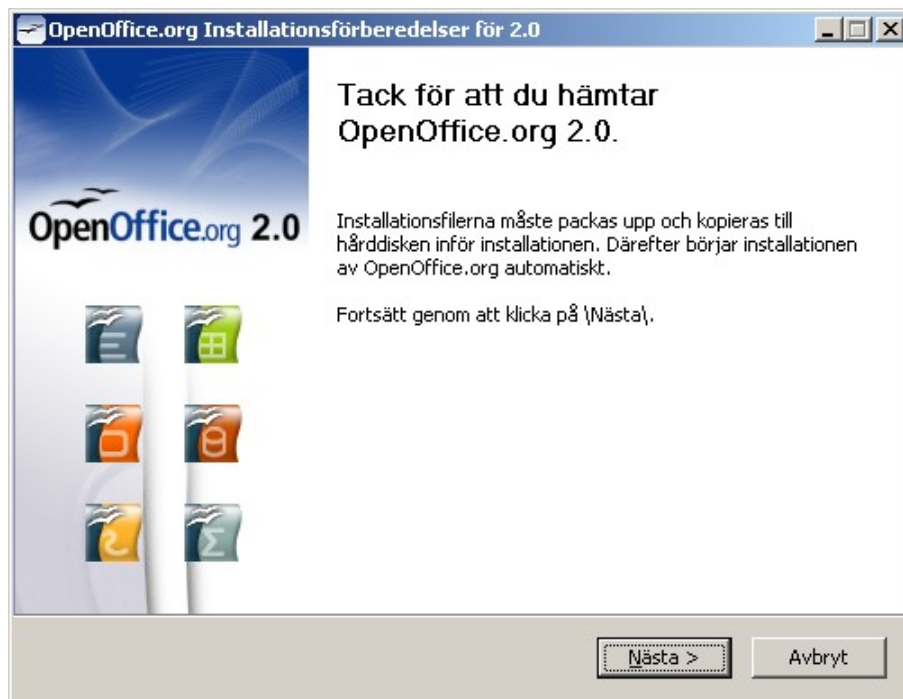 OpenOffice.org Installationsförberedelser för 2.0
Tack för att du hämtar
OpenOffice.org 2.0.
OpenOffice.org 2.0
Installationsfilerna måste packas upp och kopieras till
hårddisken inför installationen. Därefter börjar installationen
av OpenOffice.org automatiskt.
Fortsätt genom att klicka på \Nästa\.
Nästa >
Avbryt